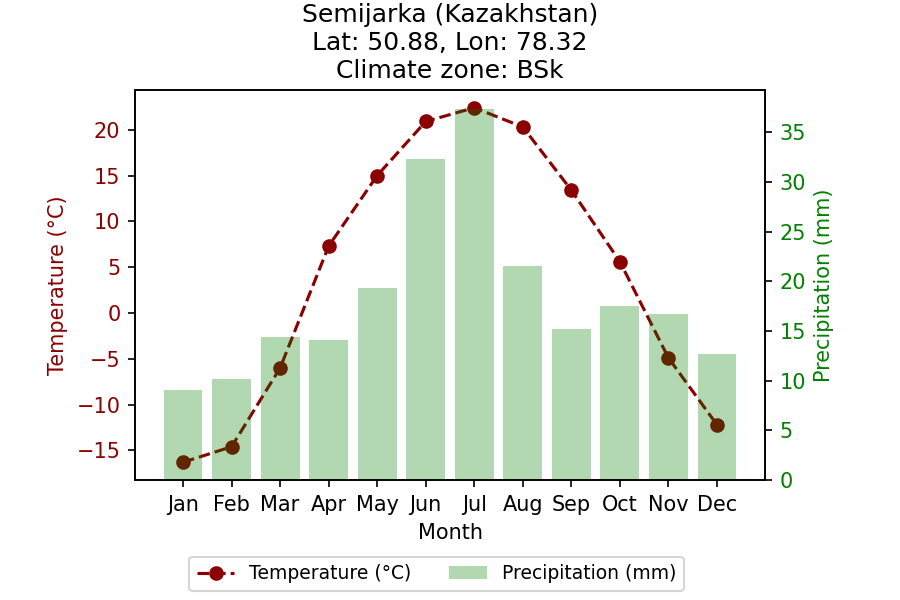 Semijarka (Kazakhstan)
Lat: 50.88, Lon: 78.32
Climate zone: BSk
Temperature (°C)
20
15
10
5
0
−5
−10
−15
35
30
25
20
15
10
5
0
Precipitation (mm)
Jan Feb Mar Apr May Jun Jul Aug Sep Oct Nov Dec
Month
Temperature (°C) Precipitation (mm)